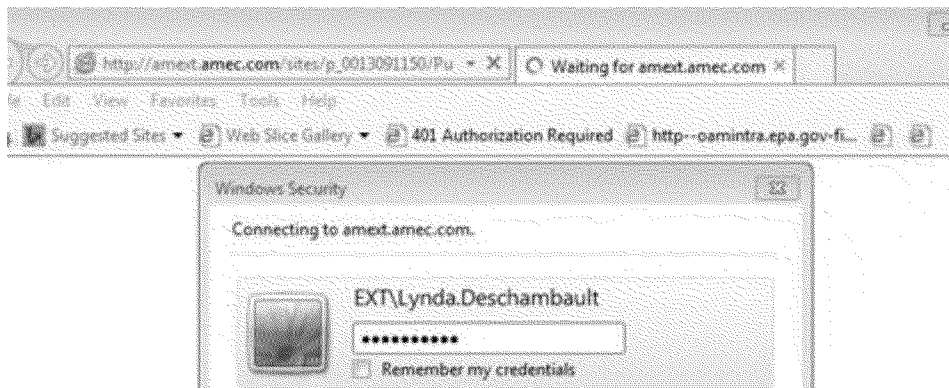 http://amext.amec.com/sites/p_0013091150/Pu Waiting for amext.amec.com
Edit View Favorites Tools Help
Suggested Sites Web Slice Gallery 401 Authorization Required http--oamintra.epa.gov-fi...
Windows Security
Connecting to amext.amec.com.
EXT\Lynda.Deschambault
••••••••••
Remember my credentials